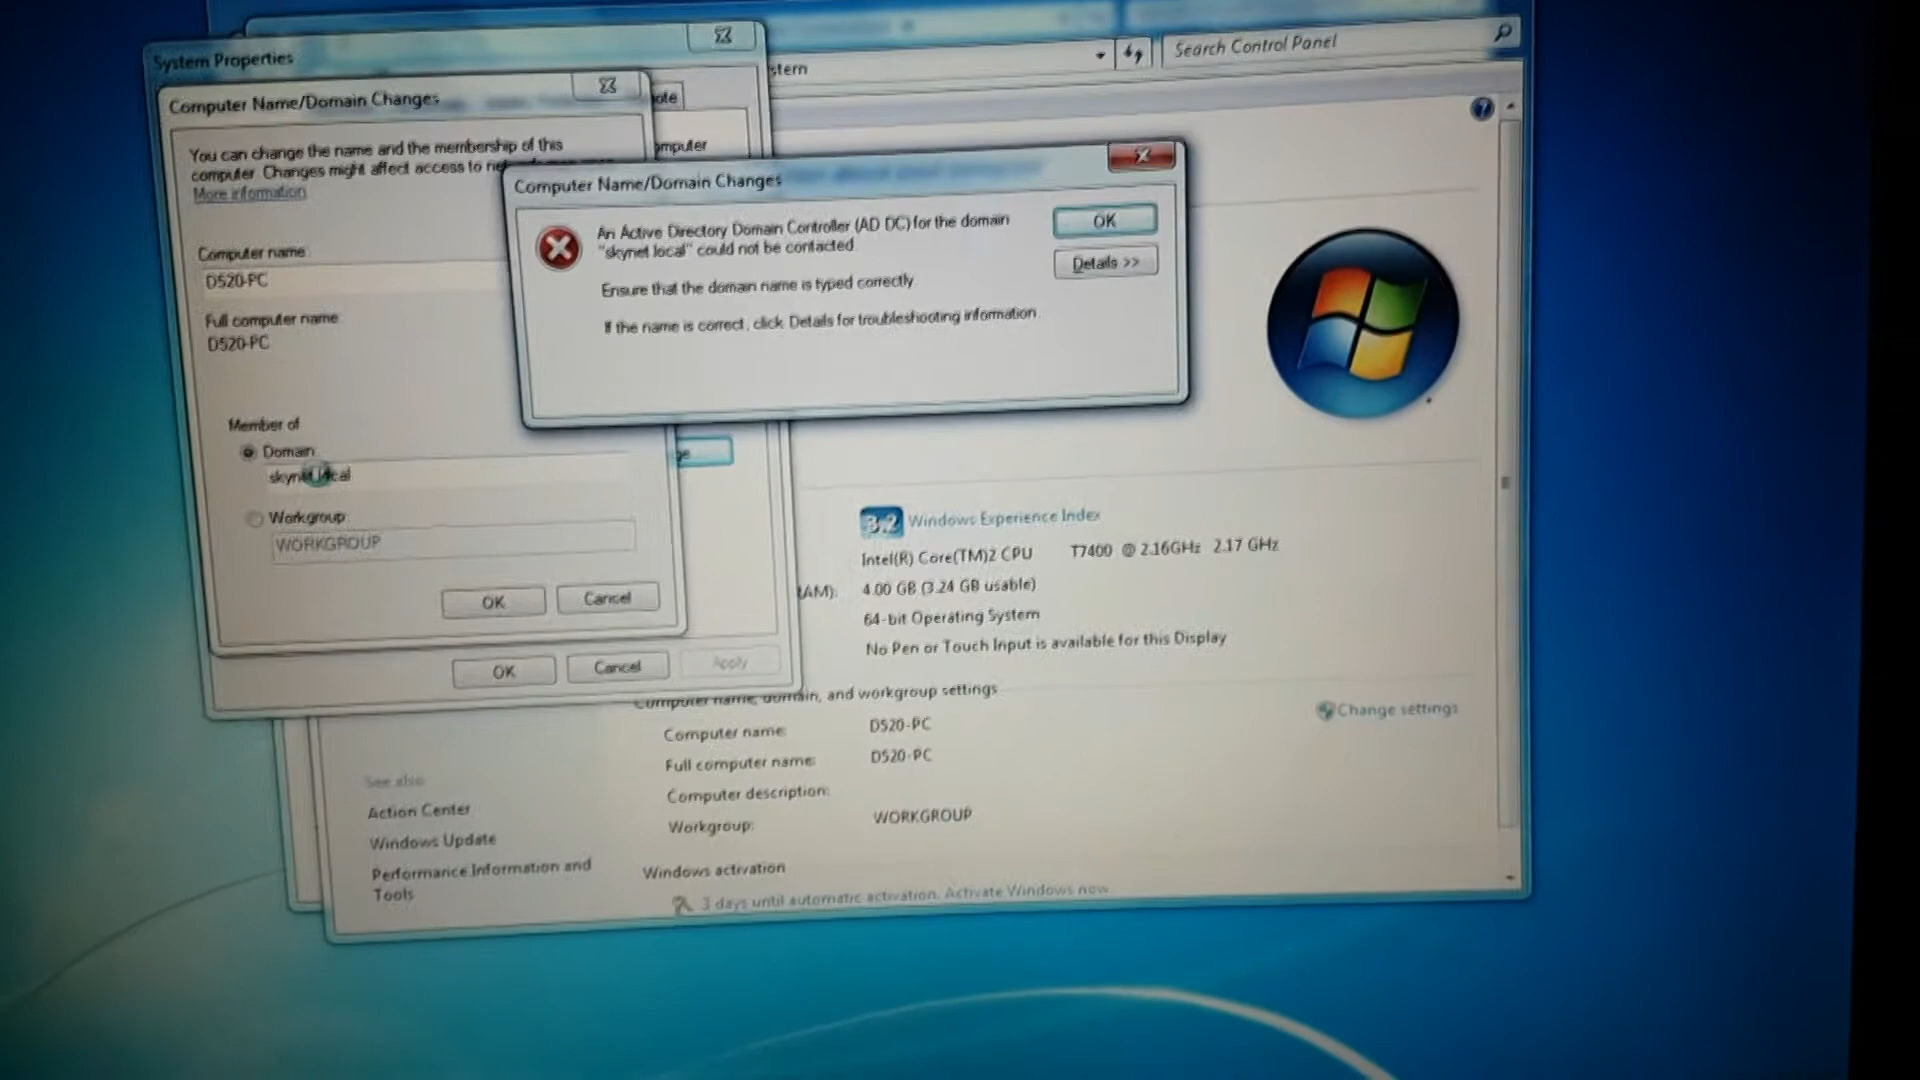 System Properties
stern
Search Control Panel
Computer Name/Domain Changes
ote
You can change the name and the membership of this
computer. Changes might affect access to
More information
omputer
Computer name:
D520-PC
Full computer name:
D520-PC
Member of
Domain:
skynet.local
Workgroup:
WORKGROUP
OK
Cancel
OK
Cancel
Apply
ge
Computer Name/Domain Changes
An Active Directory Domain Controller (AD DC) for the domain
"skynet.local" could not be contacted.
Ensure that the domain name is typed correctly.
If the name is correct, click Details for troubleshooting information.
OK
Details >>
3.2 Windows Experience Index
Intel(R) Core(TM)2 CPU T7400 @ 2.16GHz 2.17 GHz
RAM): 4.00 GB (3.24 GB usable)
64-bit Operating System
No Pen or Touch Input is available for this Display
Computer name, domain, and workgroup settings
Computer name: D520-PC
Change settings
Full computer name: D520-PC
Computer description:
Workgroup: WORKGROUP
Windows activation
3 days until automatic activation. Activate Windows now
See also
Action Center
Windows Update
Performance Information and
Tools